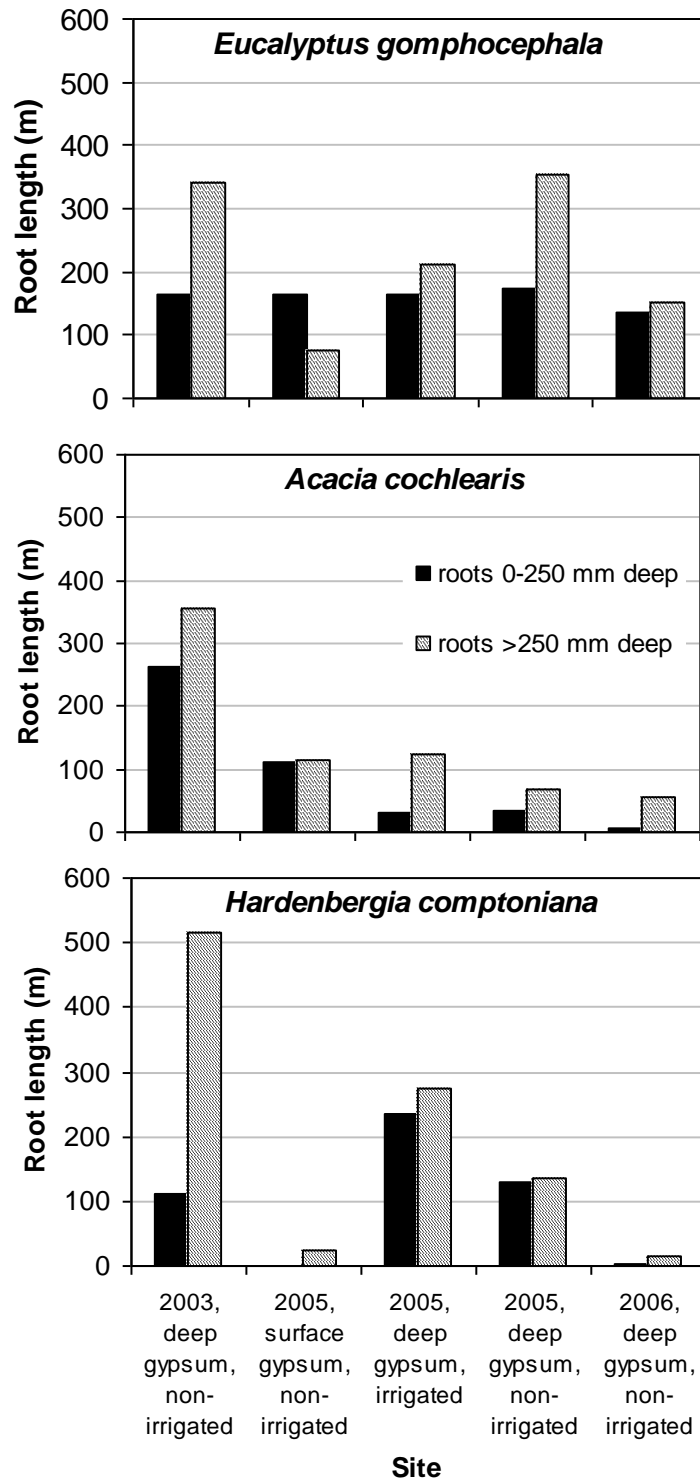 Eucalyptus gomphocephala
Root length (m)
600
500
400
300
200
100
0
Acacia cochlearis
Root length (m)
600
500
400
300
200
100
0
roots 0-250 mm deep
roots >250 mm deep
Hardenbergia comptoniana
Root length (m)
600
500
400
300
200
100
0
2003,
deep
gypsum,
non-
irrigated
2005,
surface
gypsum,
non-
irrigated
2005,
deep
gypsum,
irrigated
2005,
deep
gypsum,
non-
irrigated
2006,
deep
gypsum,
non-
irrigated
Site